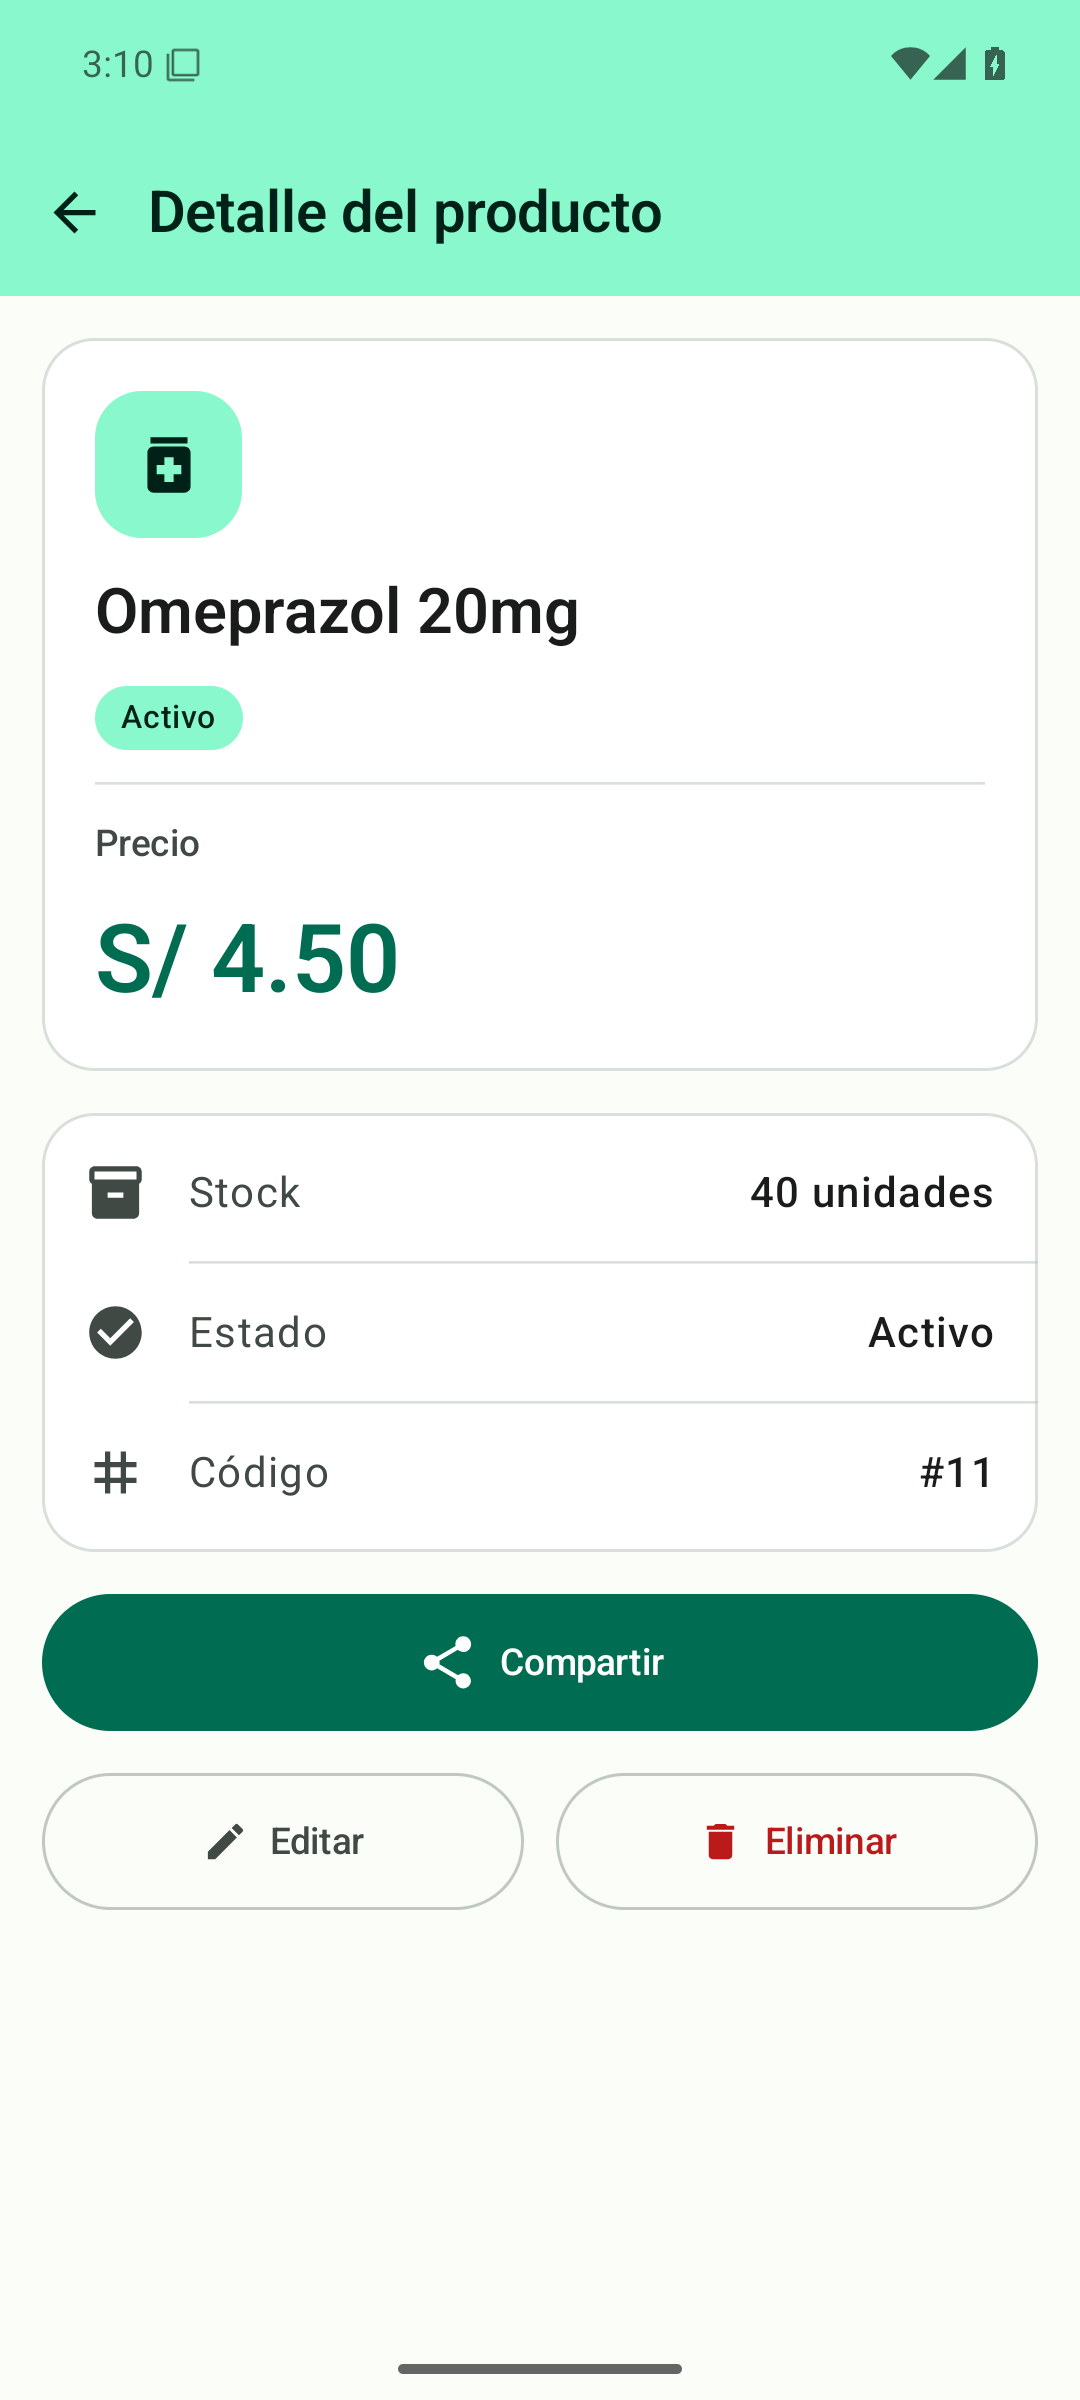 3:10
Detalle del producto
Omeprazol 20mg
Activo
Precio
S/ 4.50
Stock 40 unidades
Estado Activo
Código #11
Compartir
Editar Eliminar